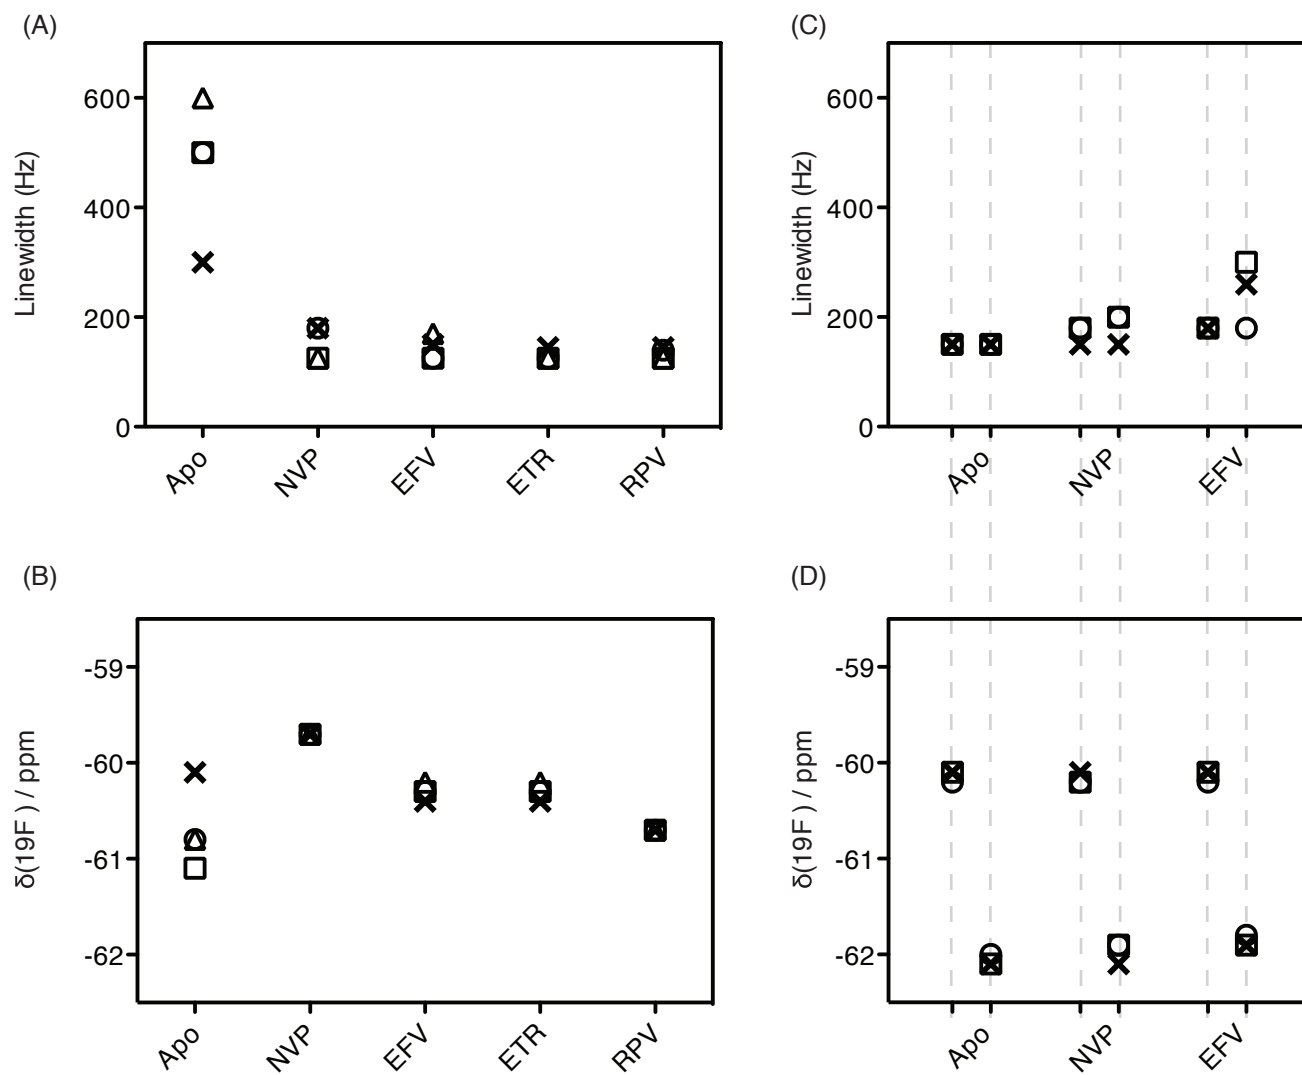 (A)
Linewidth (Hz)
600
400
200
0
Apo
NVP
EFV
ETR
RPV
(C)
Linewidth (Hz)
600
400
200
0
Apo
NVP
EFV
(B)
δ(19F ) / ppm
-59
-60
-61
-62
Apo
NVP
EFV
ETR
RPV
(D)
δ(19F ) / ppm
-59
-60
-61
-62
Apo
NVP
EFV